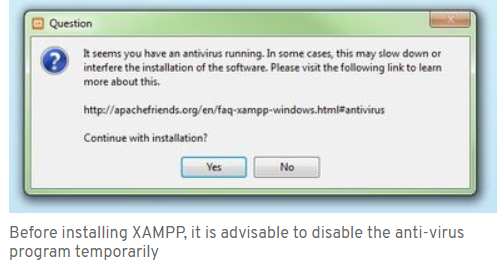 Question
It seems you have an antivirus running. In some cases, this may slow down or
interfere the installation of the software. Please visit the following link to learn
more about this.
http://apachefriends.org/en/faq-xampp-windows.html#antivirus
Continue with installation?
Yes No
Before installing XAMPP, it is advisable to disable the anti-virus
program temporarily